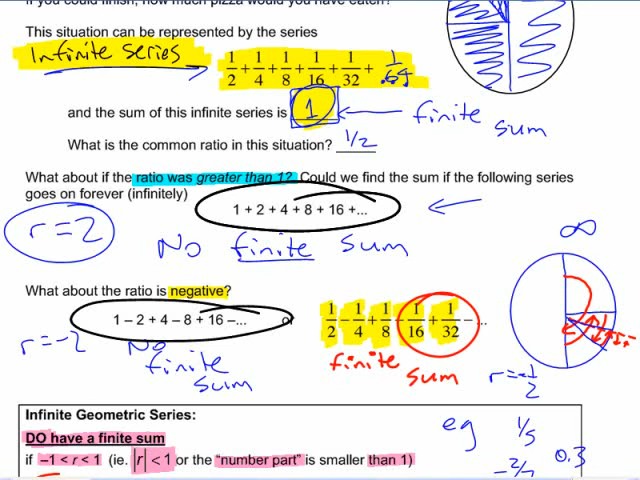 If you could finish, how much pizza would you have eaten?
This situation can be represented by the series
Infinite series 1/2 + 1/4 + 1/8 + 1/16 + 1/32 + 1/64
and the sum of this infinite series is 1 finite sum
What is the common ratio in this situation? 1/2
What about if the ratio was greater than 1? Could we find the sum if the following series
goes on forever (infinitely)
1 + 2 + 4 + 8 + 16 +...
r = 2
No finite sum
∞
What about the ratio is negative?
1 – 2 + 4 – 8 + 16 –... or 1/2 - 1/4 + 1/8 - 1/16 + 1/32 - ...
r = -2 No finite sum
finite sum
r = -1/2
Infinite Geometric Series:
DO have a finite sum
if -1 < r < 1 (ie. |r| < 1 or the "number part" is smaller than 1)
eg 1/5
-2/7 0.3